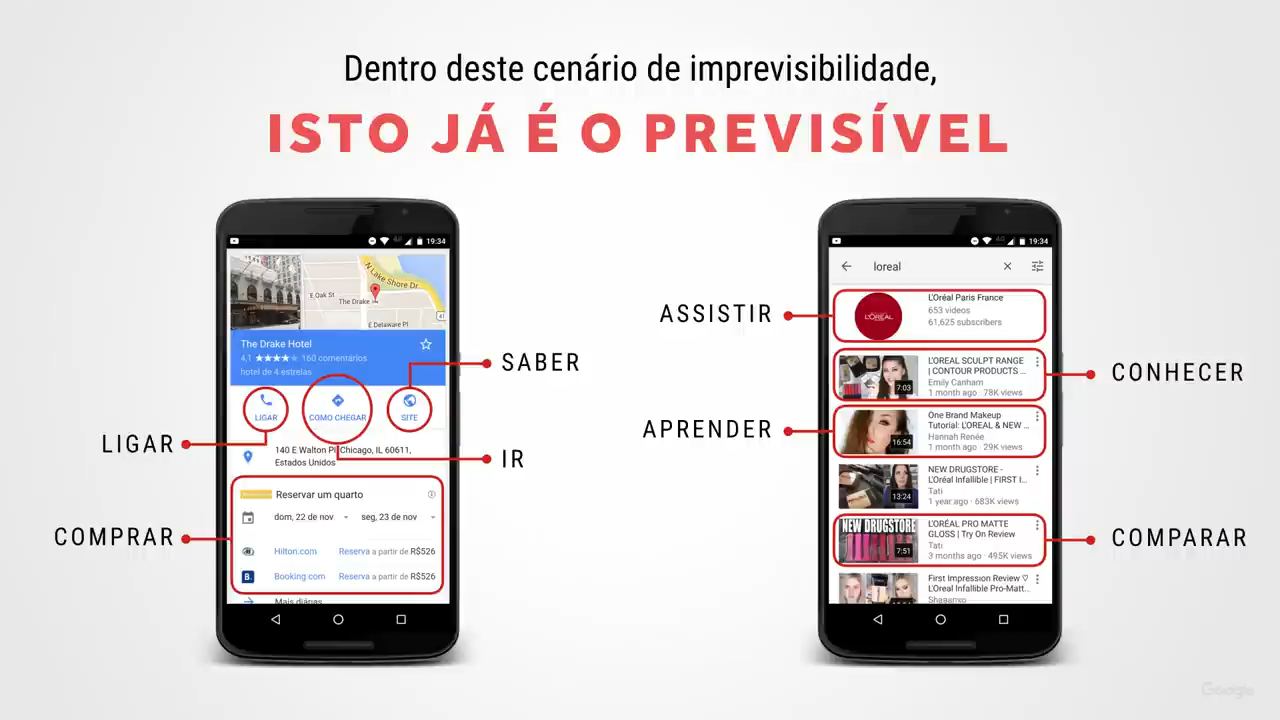 Dentro deste cenário de imprevisibilidade,
ISTO JÁ É O PREVISÍVEL
19:34
N Lake Shore Dr
E Oak St
The Drake
E Delaware Pl
41
The Drake Hotel
4,1 ★★★★★ 160 comentários
hotel de 4 estrelas
LIGAR
COMO CHEGAR
SITE
140 E Walton Pl Chicago, IL 60611,
Estados Unidos
Reservar um quarto
dom, 22 de nov
seg, 23 de nov
Hilton.com Reserva a partir de R$526
B. Booking.com Reserva a partir de R$526
Mais diárias
SABER
LIGAR
IR
COMPRAR
19:34
loreal
L'ORÉAL
L'Oréal Paris France
653 videos
61,625 subscribers
7:03
L'OREAL SCULPT RANGE
| CONTOUR PRODUCTS ...
Emily Canham
1 month ago · 78K views
16:54
One Brand Makeup
Tutorial: L'OREAL & NEW ...
Hannah Renée
1 month ago · 29K views
13:24
NEW DRUGSTORE -
L'Oréal Infallible | FIRST I...
Tati
1 year ago · 683K views
NEW DRUGSTORE
7:51
L'ORÉAL PRO MATTE
GLOSS | Try On Review
Tati
3 months ago · 495K views
First Impression Review ♡
L'Oreal Infallible Pro-Matt...
ASSISTIR
CONHECER
APRENDER
COMPARAR
Google